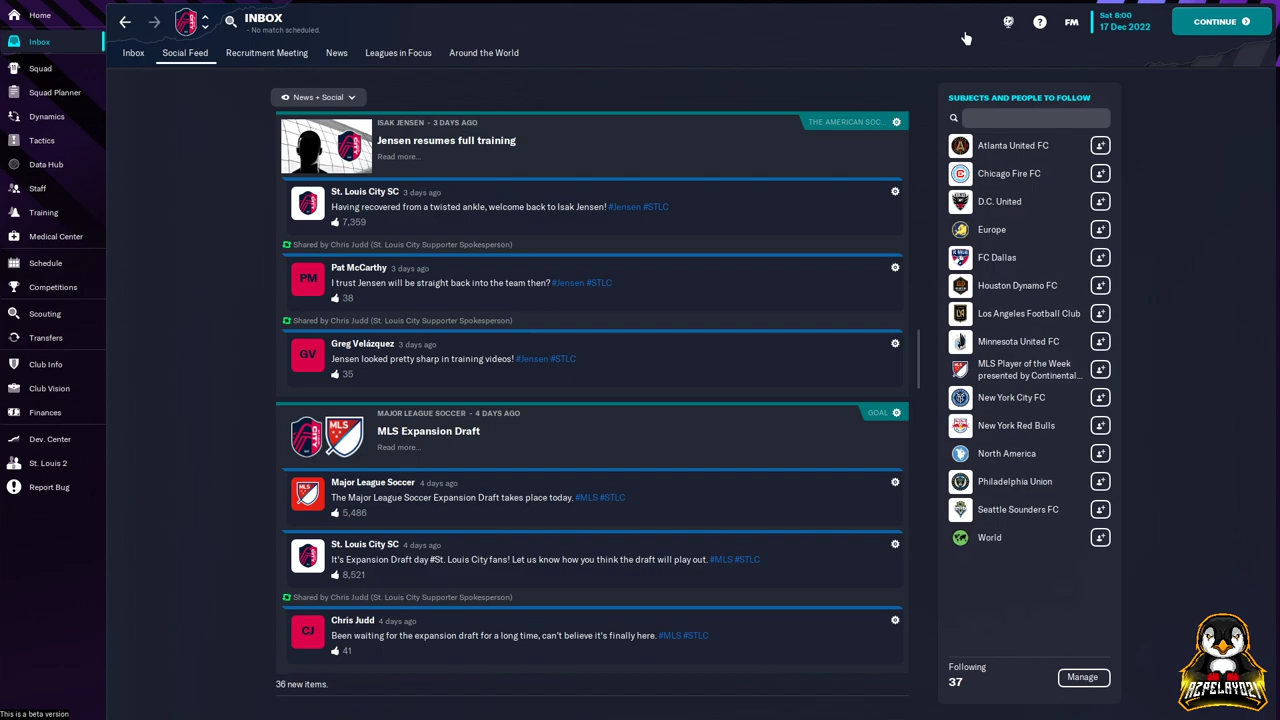 Home
Inbox
Squad
Squad Planner
Dynamics
Tactics
Data Hub
Staff
Training
Medical Center
Schedule
Competitions
Scouting
Transfers
Club Info
Club Vision
Finances
Dev. Center
St. Louis 2
Report Bug
This is a beta version
INBOX
- No match scheduled.
FM
Sat 8:00
17 Dec 2022
CONTINUE
Inbox
Social Feed
Recruitment Meeting
News
Leagues in Focus
Around the World
News + Social
ISAK JENSEN - 3 DAYS AGO
THE AMERICAN SOC...
Jensen resumes full training
Read more...
St. Louis City SC 3 days ago
Having recovered from a twisted ankle, welcome back to Isak Jensen! #Jensen #STLC
7,359
Shared by Chris Judd (St. Louis City Supporter Spokesperson)
PM
Pat McCarthy 3 days ago
I trust Jensen will be straight back into the team then? #Jensen #STLC
38
Shared by Chris Judd (St. Louis City Supporter Spokesperson)
GV
Greg Velázquez 3 days ago
Jensen looked pretty sharp in training videos! #Jensen #STLC
35
MAJOR LEAGUE SOCCER - 4 DAYS AGO
GOAL
MLS Expansion Draft
Read more...
Major League Soccer 4 days ago
The Major League Soccer Expansion Draft takes place today. #MLS #STLC
5,486
St. Louis City SC 4 days ago
It's Expansion Draft day #St. Louis City fans! Let us know how you think the draft will play out. #MLS #STLC
8,521
Shared by Chris Judd (St. Louis City Supporter Spokesperson)
CJ
Chris Judd 4 days ago
Been waiting for the expansion draft for a long time, can't believe it's finally here. #MLS #STLC
41
36 new items.
SUBJECTS AND PEOPLE TO FOLLOW
Atlanta United FC
Chicago Fire FC
D.C. United
Europe
FC Dallas
Houston Dynamo FC
Los Angeles Football Club
Minnesota United FC
MLS Player of the Week
presented by Continental...
New York City FC
New York Red Bulls
North America
Philadelphia Union
Seattle Sounders FC
World
Following
37
Manage